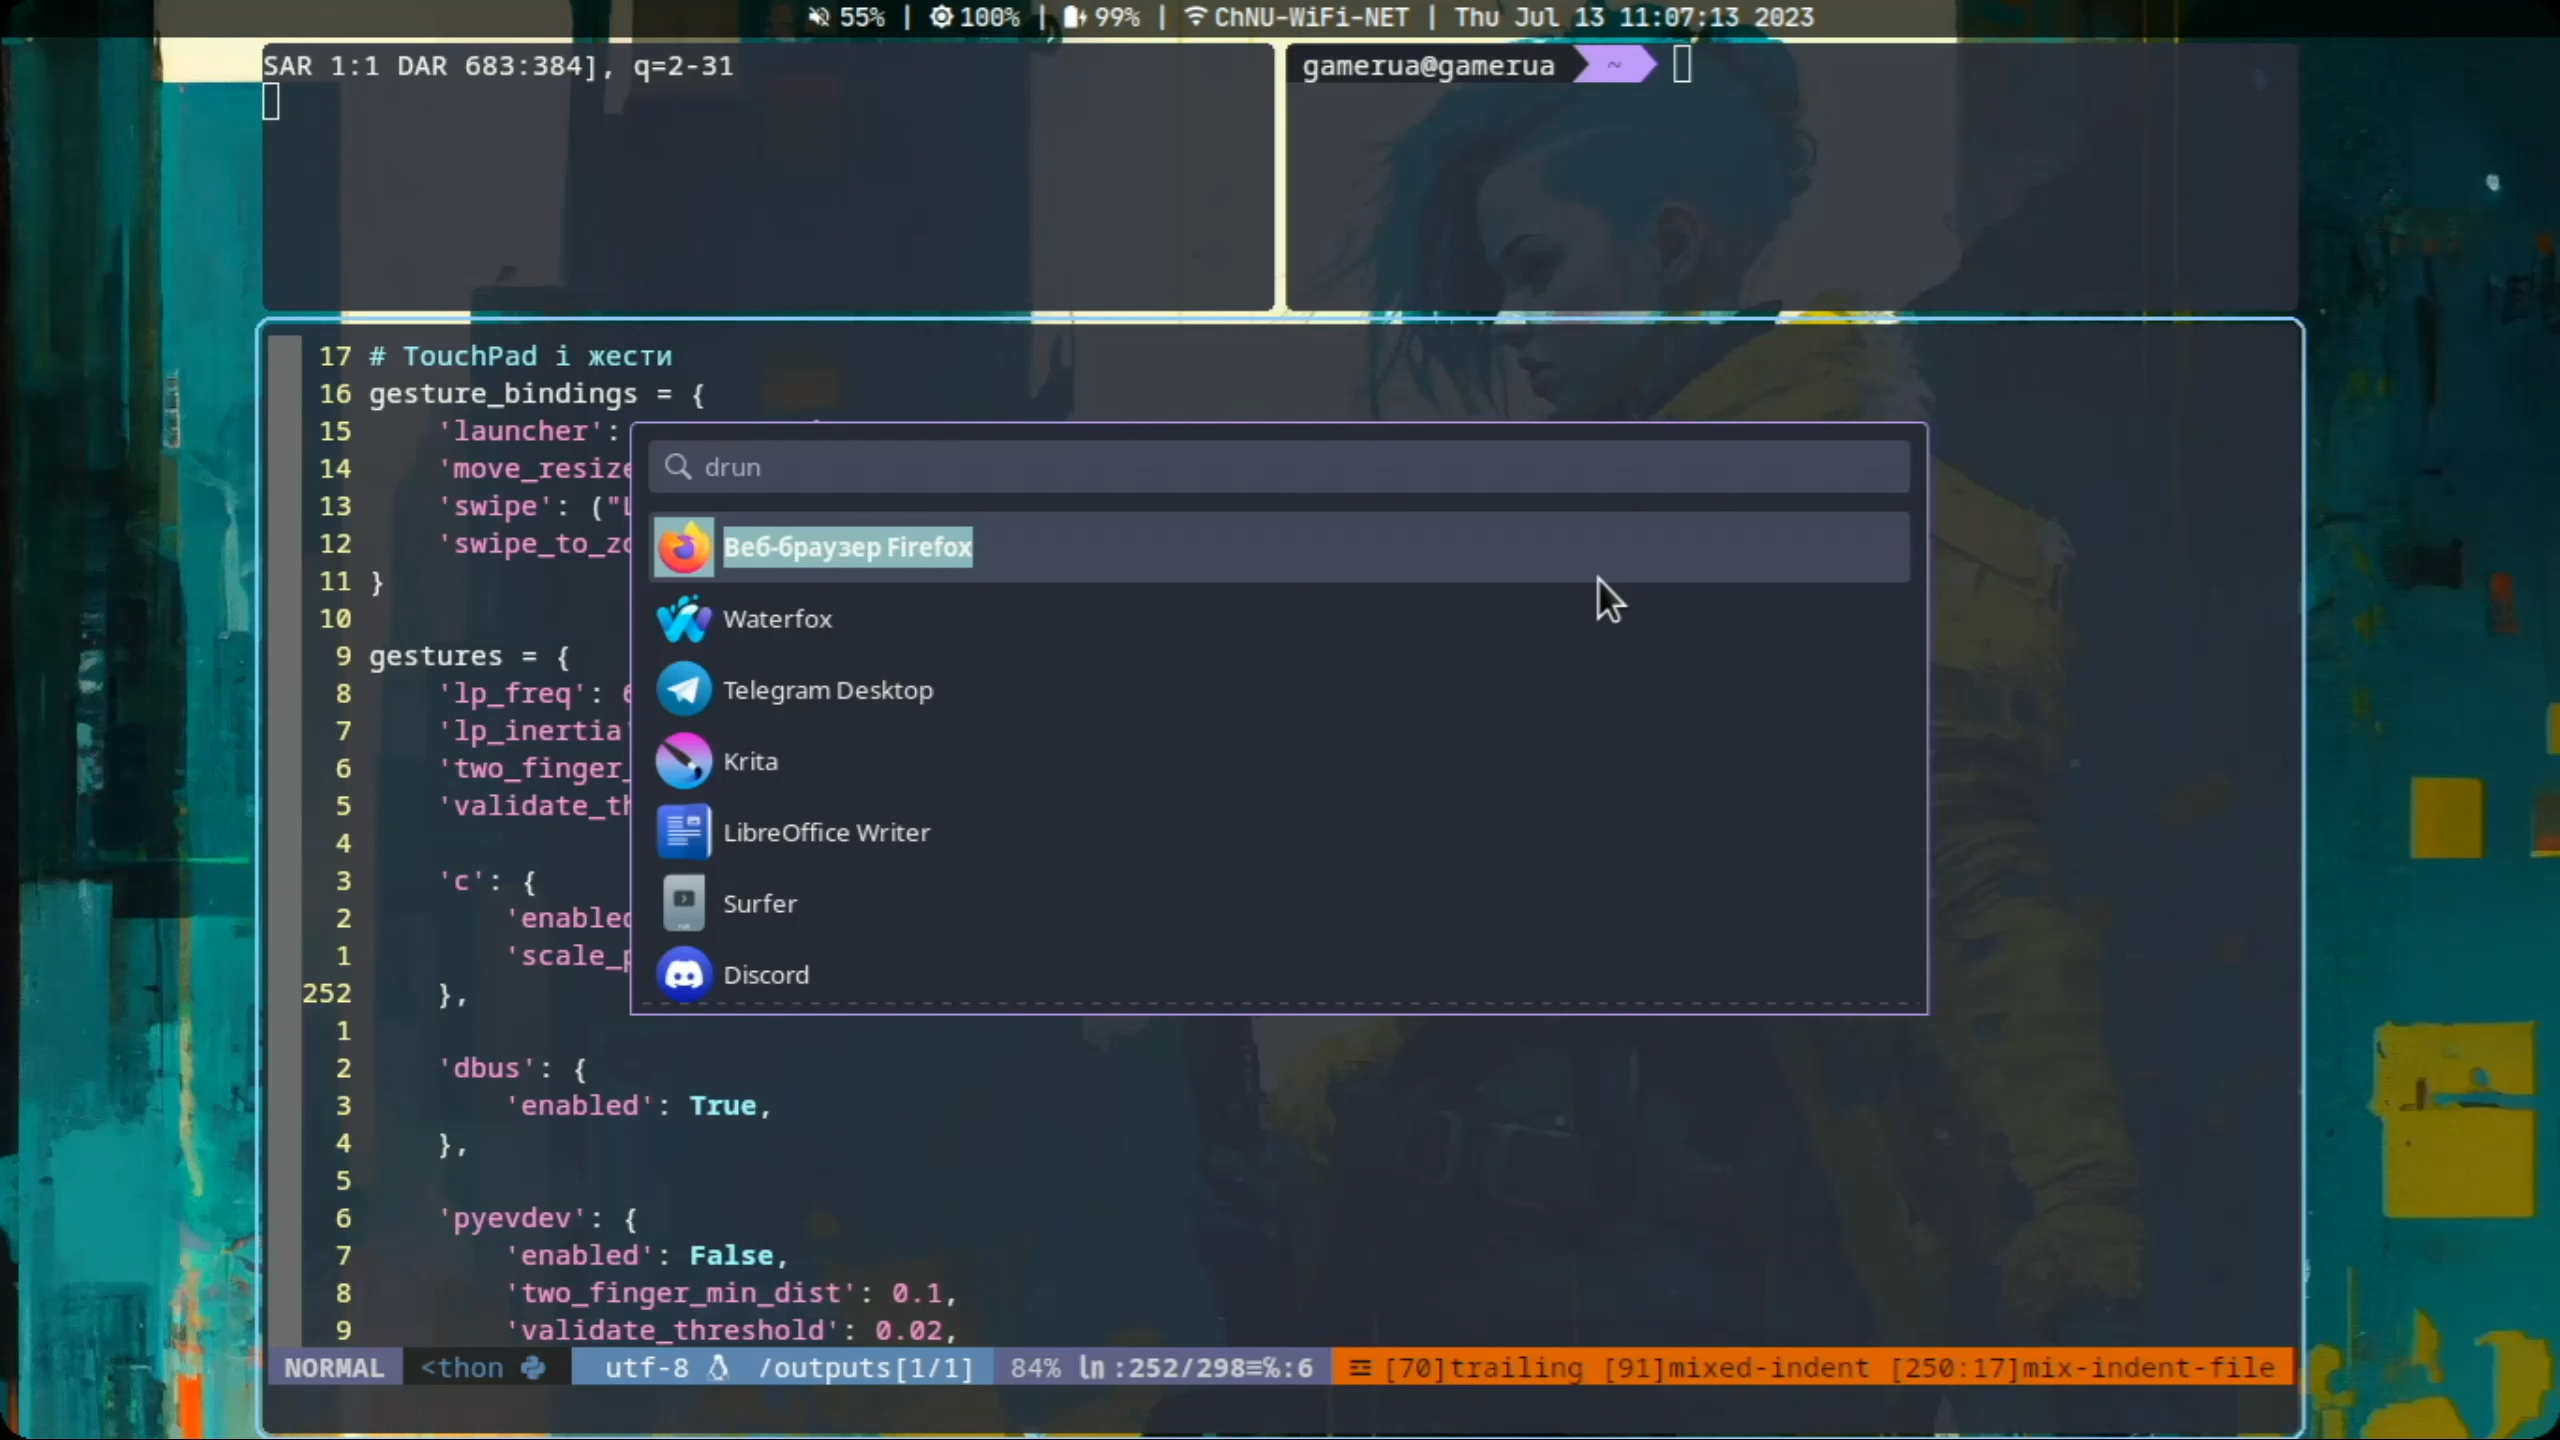 55% | 100% | 99% | ChNU-WiFi-NET | Thu Jul 13 11:07:13 2023
SAR 1:1 DAR 683:384], q=2-31
gamerua@gamerua ~
17 # TouchPad і жести
16 gesture_bindings = {
15 'launcher':
14 'move_resize
13 'swipe': ("
12 'swipe_to_zo
11 }
10
9 gestures = {
8 'lp_freq': 6
7 'lp_inertia'
6 'two_finger_
5 'validate_th
4
3 'c': {
2 'enabled
1 'scale_p
252 },
1
2 'dbus': {
3 'enabled': True,
4 },
5
6 'pyevdev': {
7 'enabled': False,
8 'two_finger_min_dist': 0.1,
9 'validate_threshold': 0.02,
drun
Веб-браузер Firefox
Waterfox
Telegram Desktop
Krita
LibreOffice Writer
Surfer
Discord
NORMAL <thon utf-8 /outputs[1/1] 84% ln :252/298≡%:6 ☲ [70]trailing [91]mixed-indent [250:17]mix-indent-file